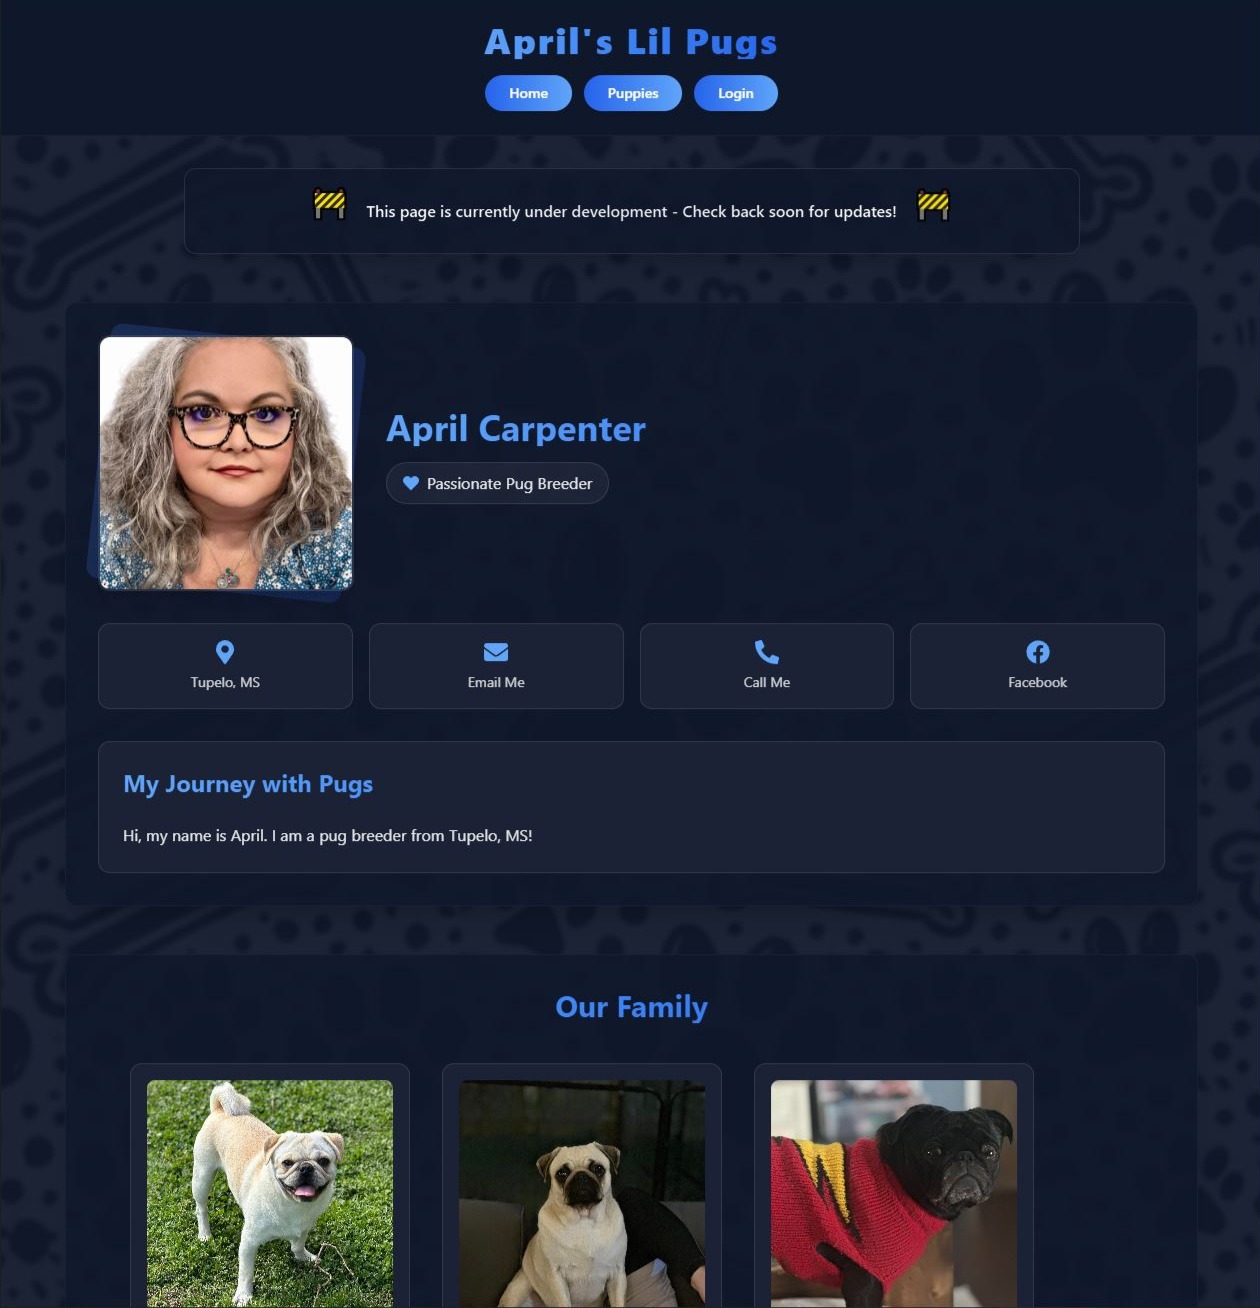 April's Lil Pugs
Home Puppies Login
This page is currently under development - Check back soon for updates!
April Carpenter
Passionate Pug Breeder
Tupelo, MS Email Me Call Me Facebook
My Journey with Pugs
Hi, my name is April. I am a pug breeder from Tupelo, MS!
Our Family